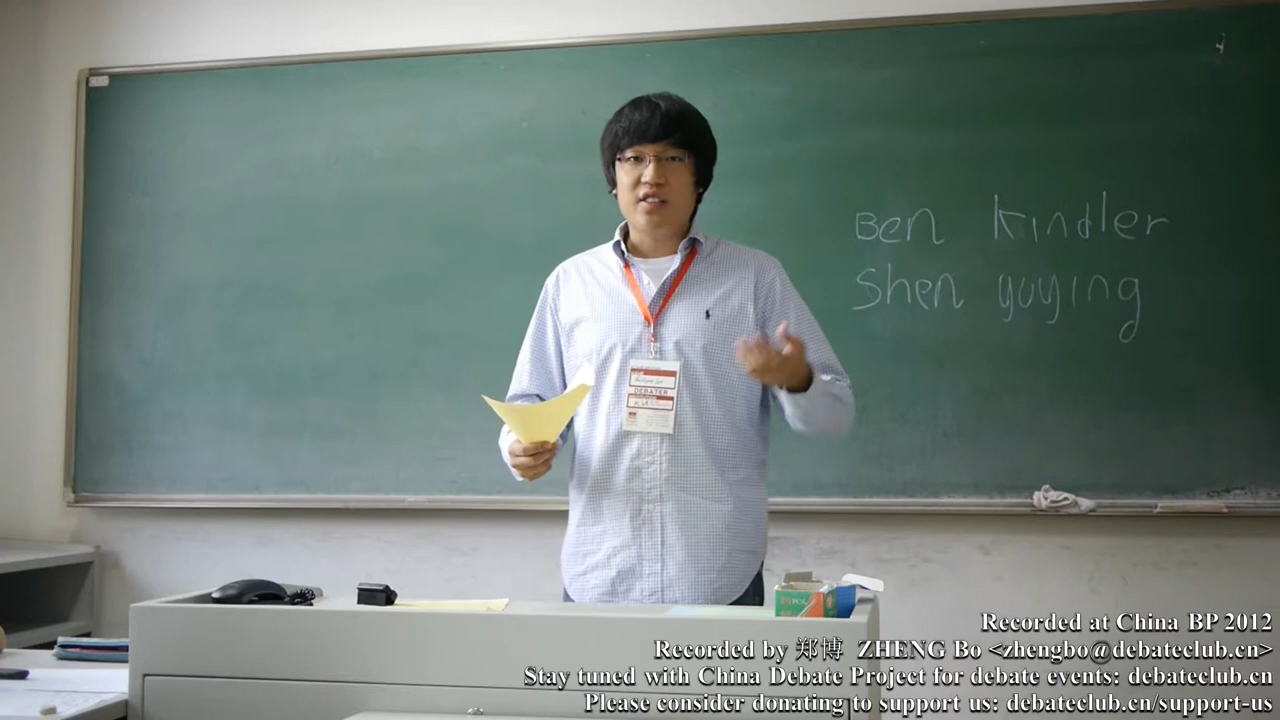 Ben Kindler
Shen yuying
DEBATER
Recorded at China BP 2012
Recorded by 郑博 ZHENG Bo <zhengbo@debateclub.cn>
Stay tuned with China Debate Project for debate events: debateclub.cn
Please consider donating to support us: debateclub.cn/support-us